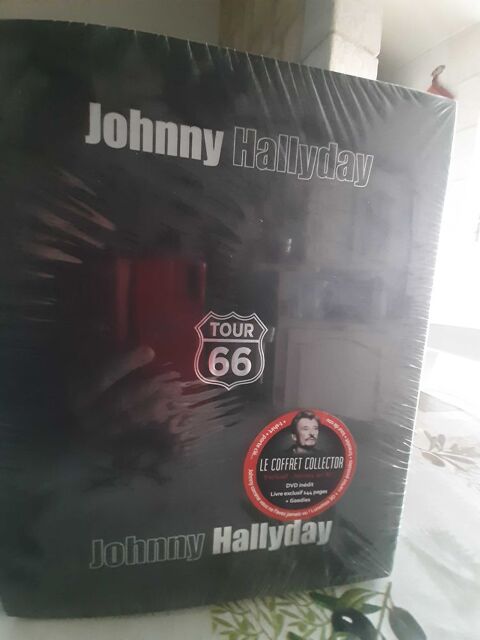 Johnny Hallyday
TOUR
66
LE COFFRET COLLECTOR
DVD inédit
Livre exclusif 144 pages
+ Goodies
Johnny Hallyday